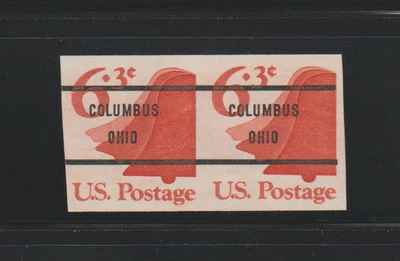 6.3¢ 6.3¢
COLUMBUS COLUMBUS
OHIO OHIO
U.S. Postage U.S. Postage